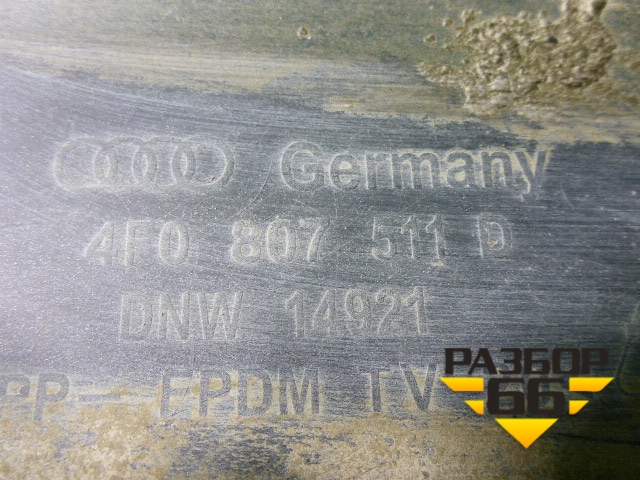 Germany
4F0 807 511 D
DNW 14921
PP-EPDM TV
РАЗБОР
66